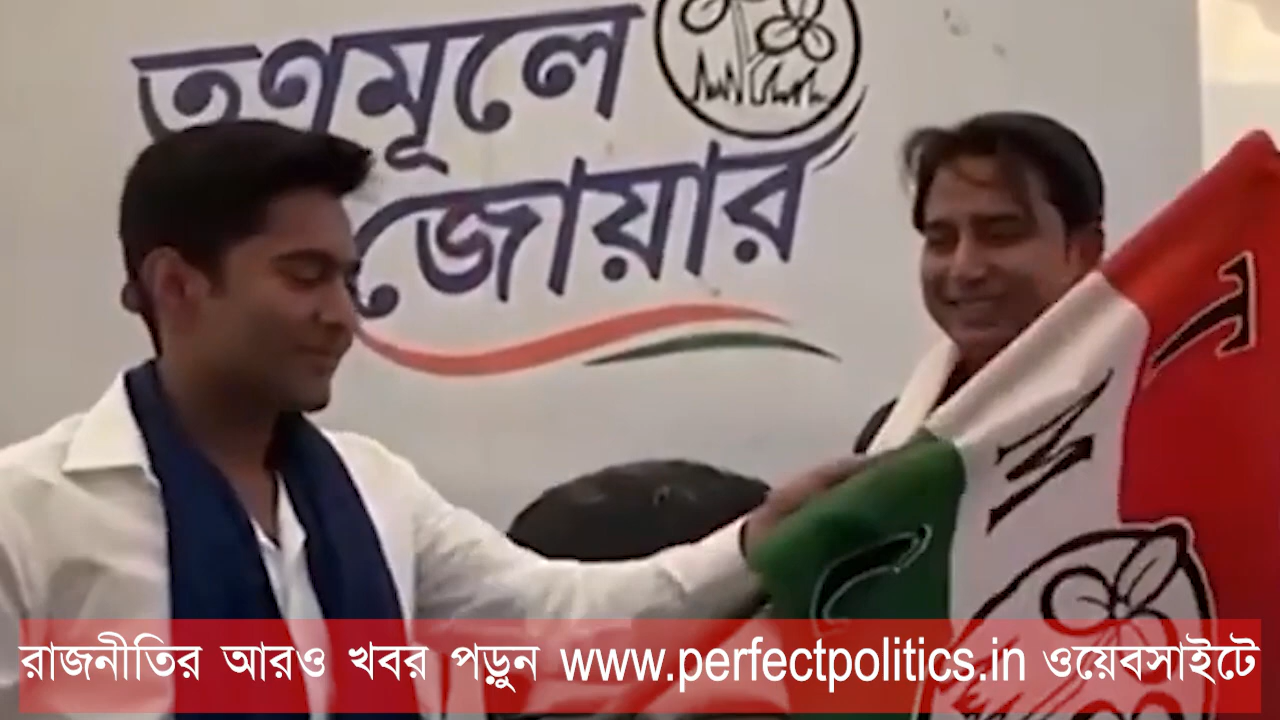 তৃণমূলে
জোয়ার
T
M
C
রাজনীতির আরও খবর পড়ুন www.perfectpolitics.in ওয়েবসাইটে